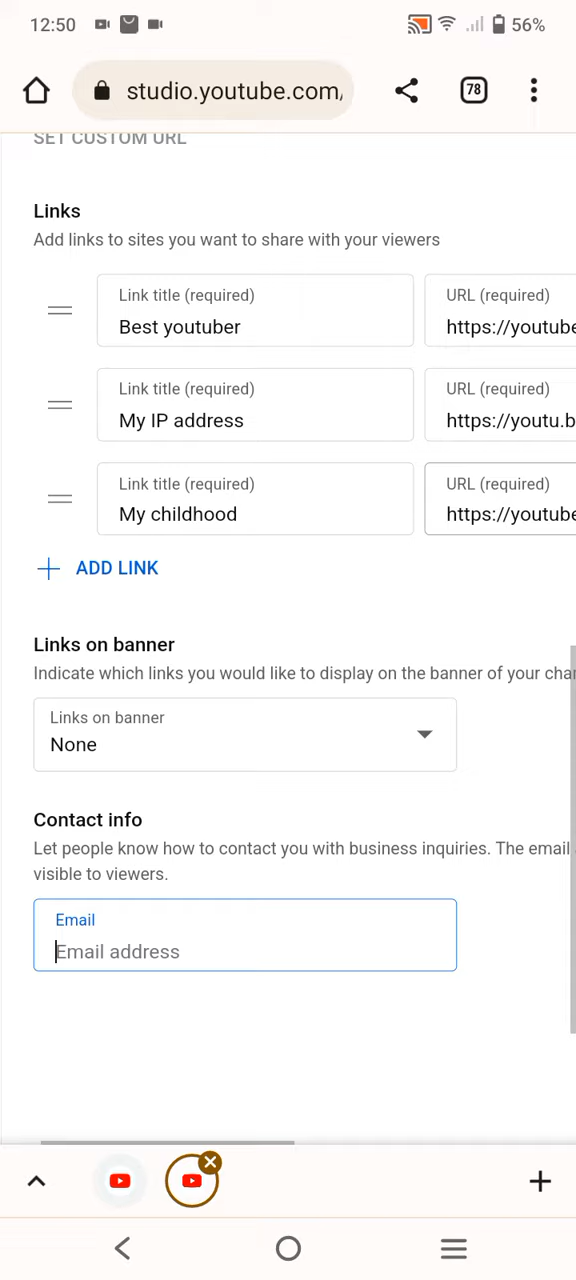 12:50 56%
studio.youtube.com, 78
SET CUSTOM URL
Links
Add links to sites you want to share with your viewers
Link title (required) URL (required)
Best youtuber https://youtube
Link title (required) URL (required)
My IP address https://youtu.b
Link title (required) URL (required)
My childhood https://youtube
ADD LINK
Links on banner
Indicate which links you would like to display on the banner of your cha
Links on banner
None
Contact info
Let people know how to contact you with business inquiries. The email
visible to viewers.
Email
Email address